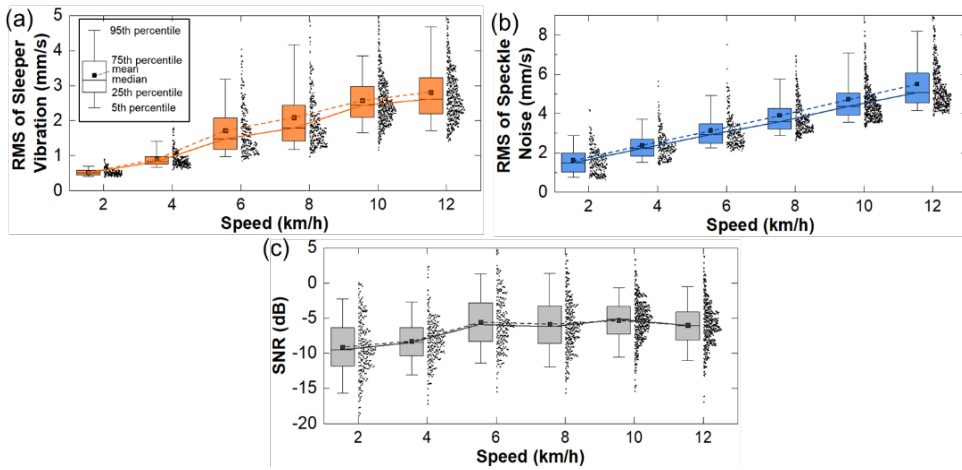 (a)
RMS of Sleeper
Vibration (mm/s)
5
4
3
2
1
0
95th percentile
75th percentile
mean
median
25th percentile
5th percentile
2 4 6 8 10 12
Speed (km/h)
(b)
RMS of Speckle
Noise (mm/s)
8
6
4
2
0
2 4 6 8 10 12
Speed (km/h)
(c)
SNR (dB)
5
0
-5
-10
-15
-20
2 4 6 8 10 12
Speed (km/h)